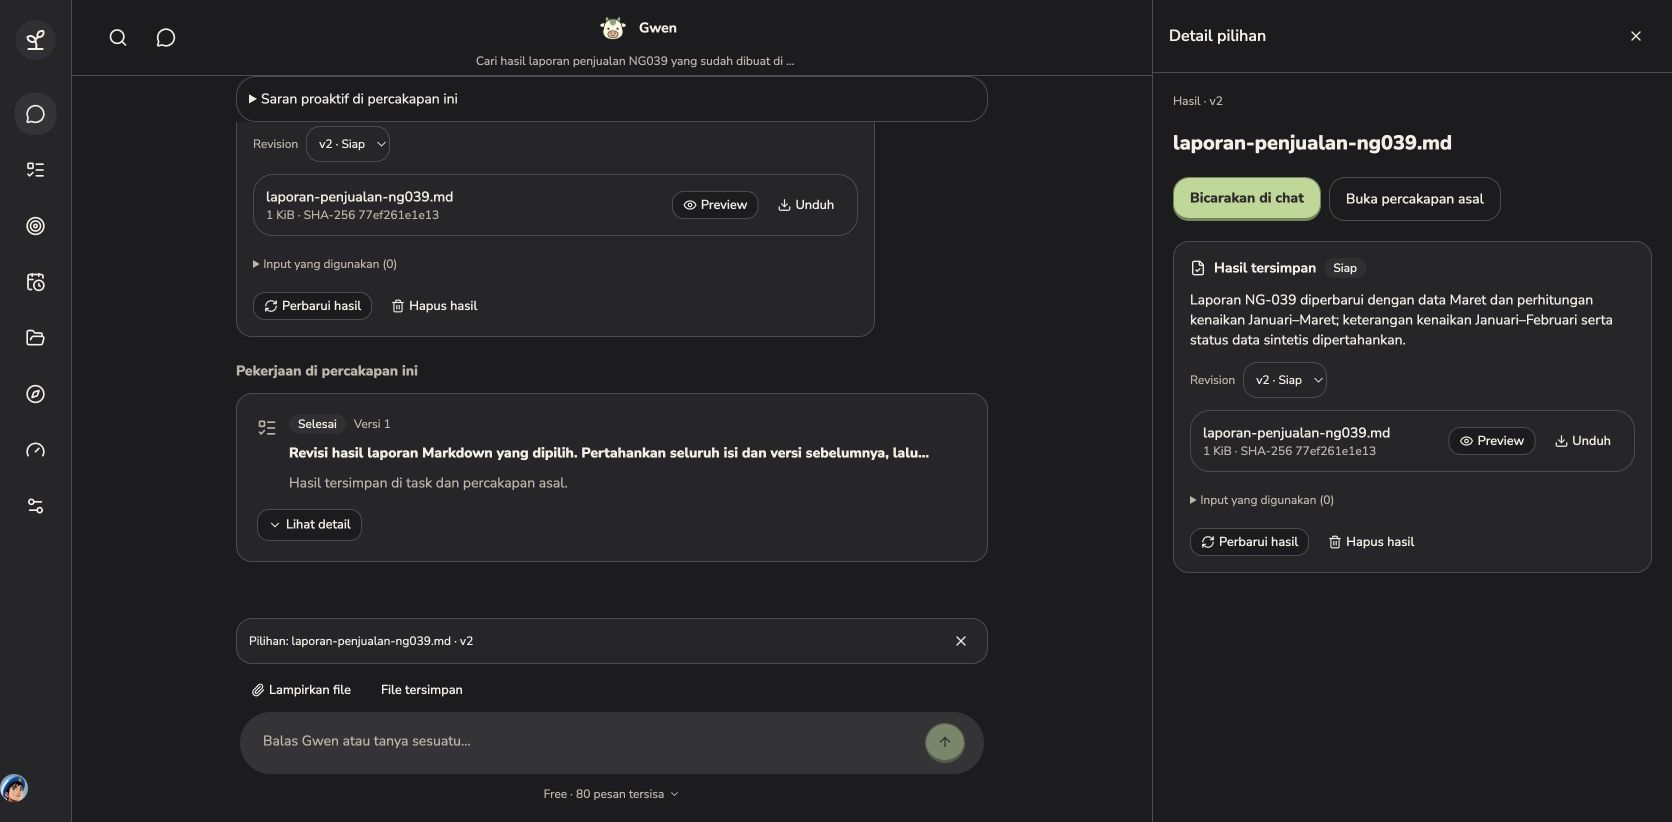 Gwen
Cari hasil laporan penjualan NG039 yang sudah dibuat di ...
Saran proaktif di percakapan ini
Revision
v2 · Siap
laporan-penjualan-ng039.md
1 KiB · SHA-256 77ef261e1e13
Preview
Unduh
Input yang digunakan (0)
Perbarui hasil
Hapus hasil
Pekerjaan di percakapan ini
Selesai
Versi 1
Revisi hasil laporan Markdown yang dipilih. Pertahankan seluruh isi dan versi sebelumnya, lalu...
Hasil tersimpan di task dan percakapan asal.
Lihat detail
Pilihan: laporan-penjualan-ng039.md · v2
Lampirkan file
File tersimpan
Balas Gwen atau tanya sesuatu...
Free · 80 pesan tersisa
Detail pilihan
Hasil · v2
laporan-penjualan-ng039.md
Bicarakan di chat
Buka percakapan asal
Hasil tersimpan
Siap
Laporan NG-039 diperbarui dengan data Maret dan perhitungan
kenaikan Januari–Maret; keterangan kenaikan Januari–Februari serta
status data sintetis dipertahankan.
Revision
v2 · Siap
laporan-penjualan-ng039.md
1 KiB · SHA-256 77ef261e1e13
Preview
Unduh
Input yang digunakan (0)
Perbarui hasil
Hapus hasil